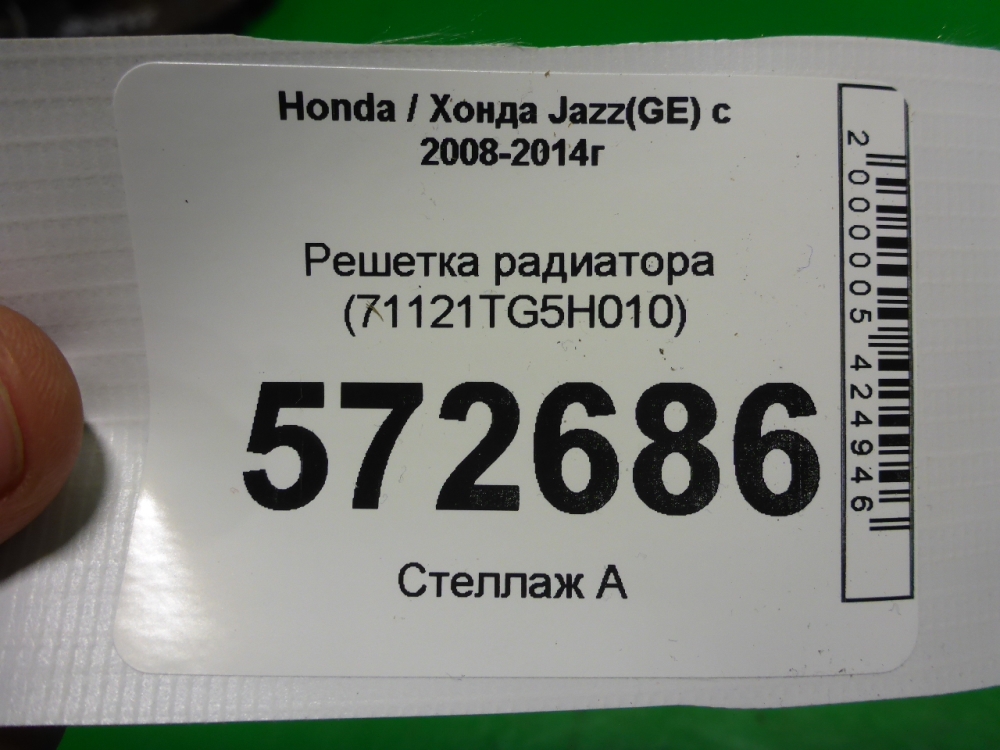 Honda / Хонда Jazz(GE) с
2008-2014г
Решетка радиатора
(71121TG5H010)
572686
Стеллаж А
2000005424946